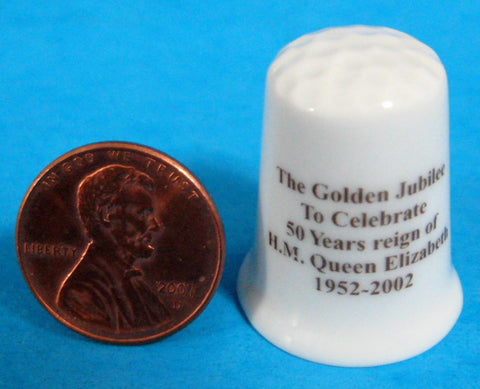 IN GOD WE TRUST
LIBERTY
2001
D
The Golden Jubilee
To Celebrate
50 Years reign of
H.M. Queen Elizabeth
1952-2002